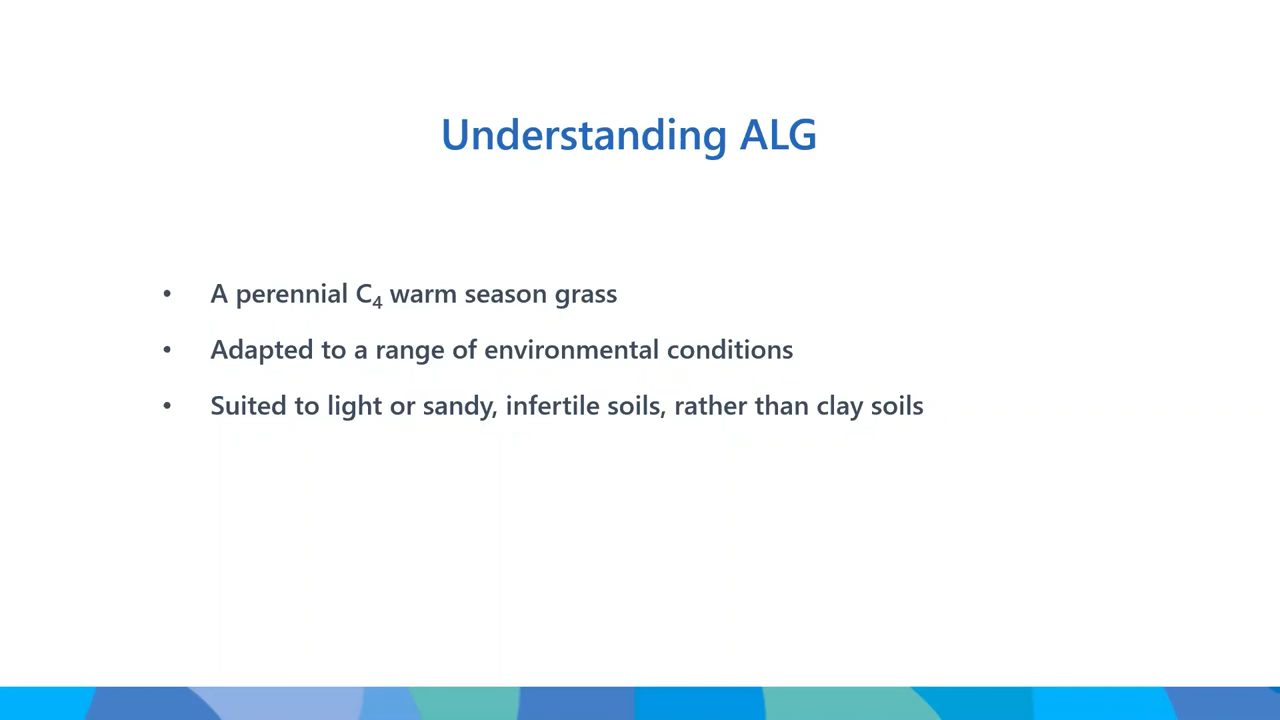 Understanding ALG
• A perennial C₄ warm season grass
• Adapted to a range of environmental conditions
• Suited to light or sandy, infertile soils, rather than clay soils